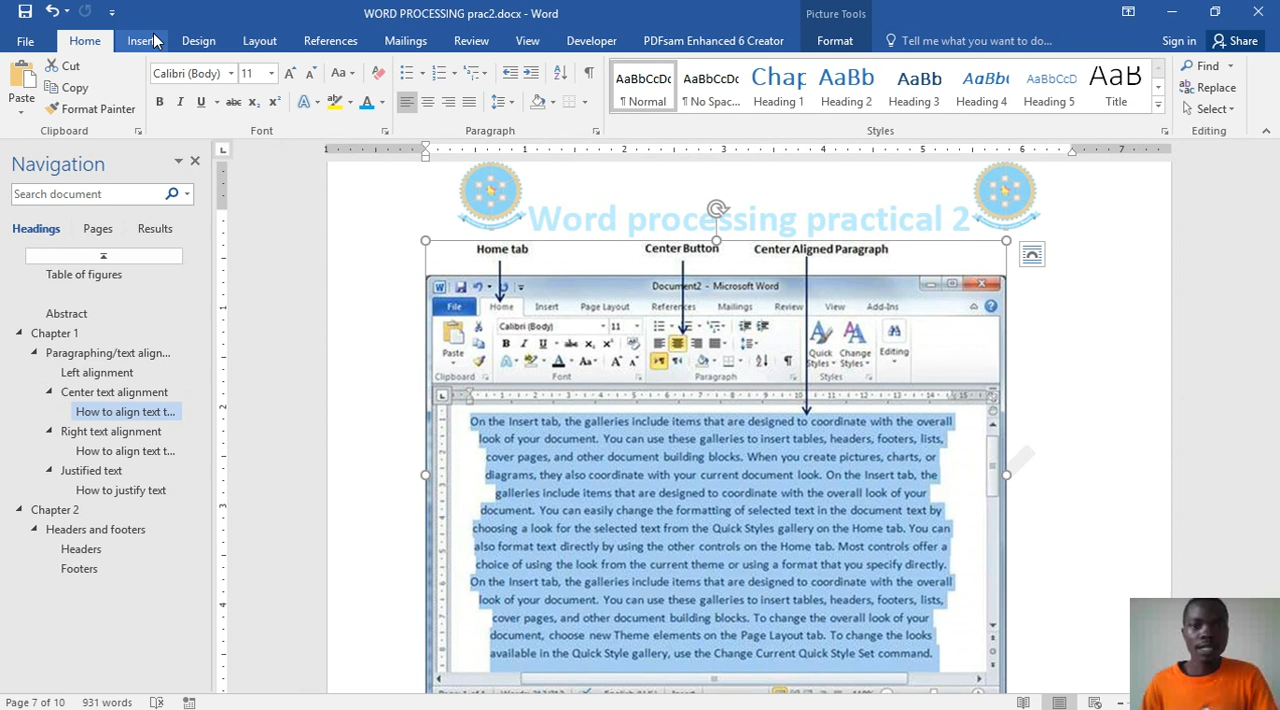 WORD PROCESSING prac2.docx - Word
Picture Tools
File Home Insert Design Layout References Mailings Review View Developer PDFsam Enhanced 6 Creator Format Tell me what you want to do... Sign in Share
Paste
Cut
Copy
Format Painter
Clipboard
Calibri (Body) 11
Font
Paragraph
AaBbCcDc AaBbCcDc Chap AaBb AaBb AaBb AaBbCcDc AaB
¶ Normal ¶ No Spac... Heading 1 Heading 2 Heading 3 Heading 4 Heading 5 Title
Styles
Find
Replace
Select
Editing
Navigation
Search document
Headings Pages Results
Table of figures
Abstract
Chapter 1
Paragraphing/text align...
Left alignment
Center text alignment
How to align text t...
Right text alignment
How to align text t...
Justified text
How to justify text
Chapter 2
Headers and footers
Headers
Footers
Word processing practical 2
Home tab Center Button Center Aligned Paragraph
Document2 - Microsoft Word
File Home Insert Page Layout References Mailings Review View Add-Ins
Calibri (Body) 11
Paste Quick Styles Change Styles Editing
Clipboard Font Paragraph Styles
On the Insert tab, the galleries include items that are designed to coordinate with the overall
look of your document. You can use these galleries to insert tables, headers, footers, lists,
cover pages, and other document building blocks. When you create pictures, charts, or
diagrams, they also coordinate with your current document look. On the Insert tab, the
galleries include items that are designed to coordinate with the overall look of your
document. You can easily change the formatting of selected text in the document text by
choosing a look for the selected text from the Quick Styles gallery on the Home tab. You can
also format text directly by using the other controls on the Home tab. Most controls offer a
choice of using the look from the current theme or using a format that you specify directly.
On the Insert tab, the galleries include items that are designed to coordinate with the overall
look of your document. You can use these galleries to insert tables, headers, footers, lists,
cover pages, and other document building blocks. To change the overall look of your
document, choose new Theme elements on the Page Layout tab. To change the looks
available in the Quick Style gallery, use the Change Current Quick Style Set command.
Page 7 of 10 931 words